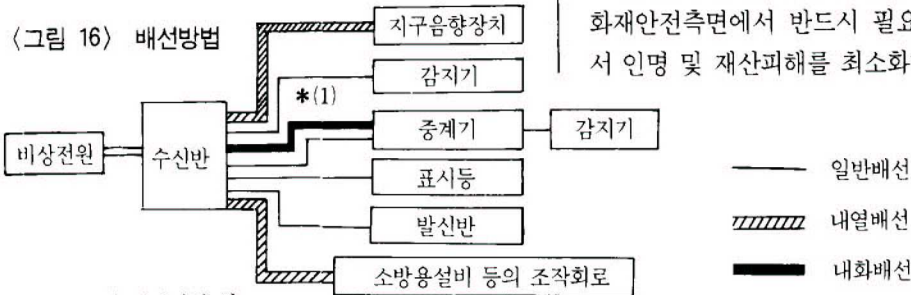 〈그림 16〉 배선방법
화재안전측면에서 반드시 필요
서 인명 및 재산피해를 최소화
지구음향장치
감지기
*(1)
중계기
감지기
비상전원
수신반
표시등
발신반
소방용설비 등의 조작회로
일반배선
내열배선
내화배선